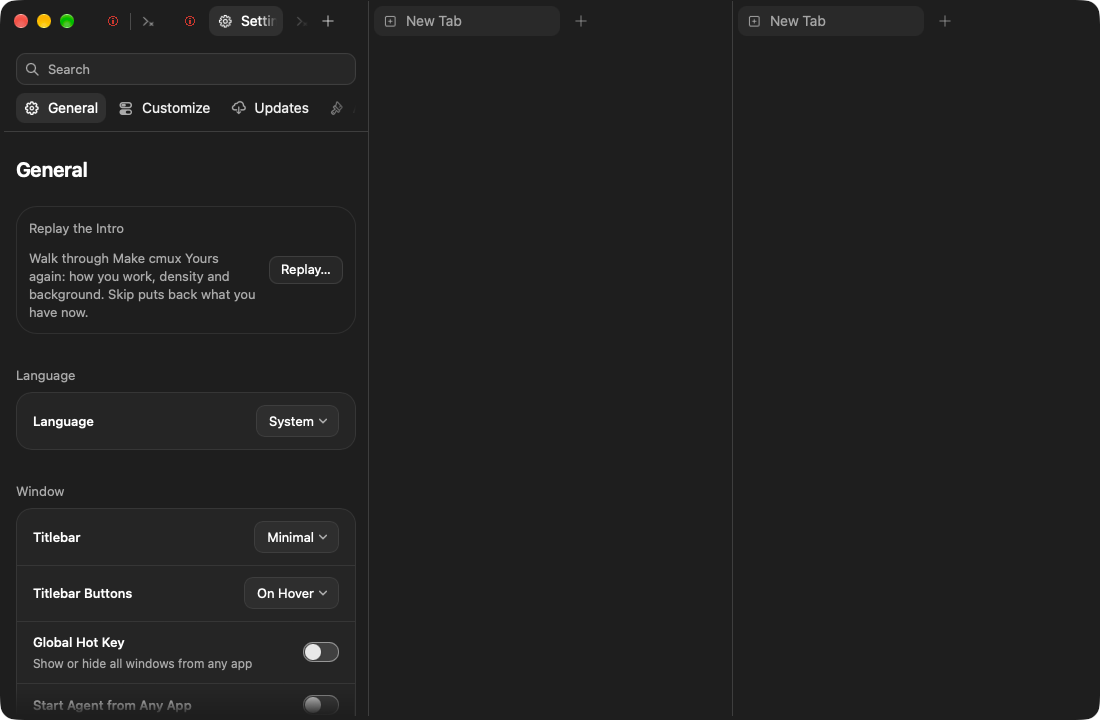 Settin
New Tab
New Tab
Search
General
Customize
Updates
General
Replay the Intro
Walk through Make cmux Yours
again: how you work, density and
background. Skip puts back what you
have now.
Replay...
Language
Language
System
Window
Titlebar
Minimal
Titlebar Buttons
On Hover
Global Hot Key
Show or hide all windows from any app
Start Agent from Any App